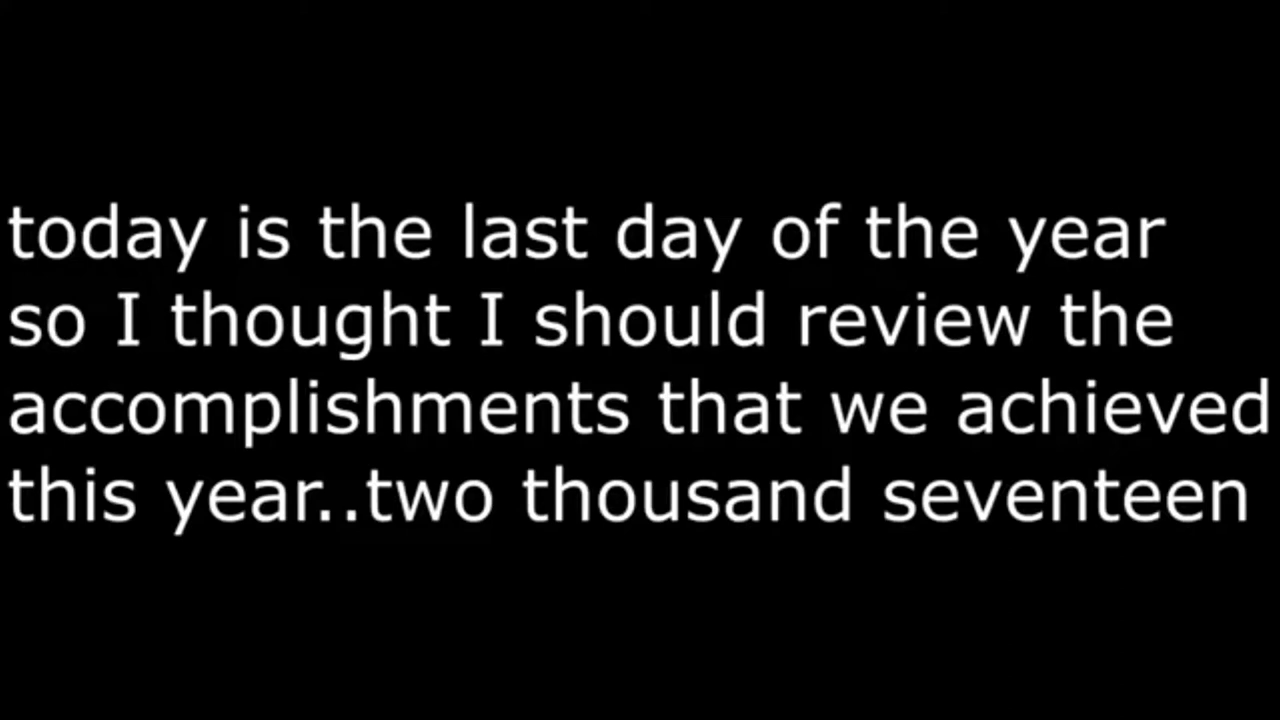 today is the last day of the year
so I thought I should review the
accomplishments that we achieved
this year..two thousand seventeen